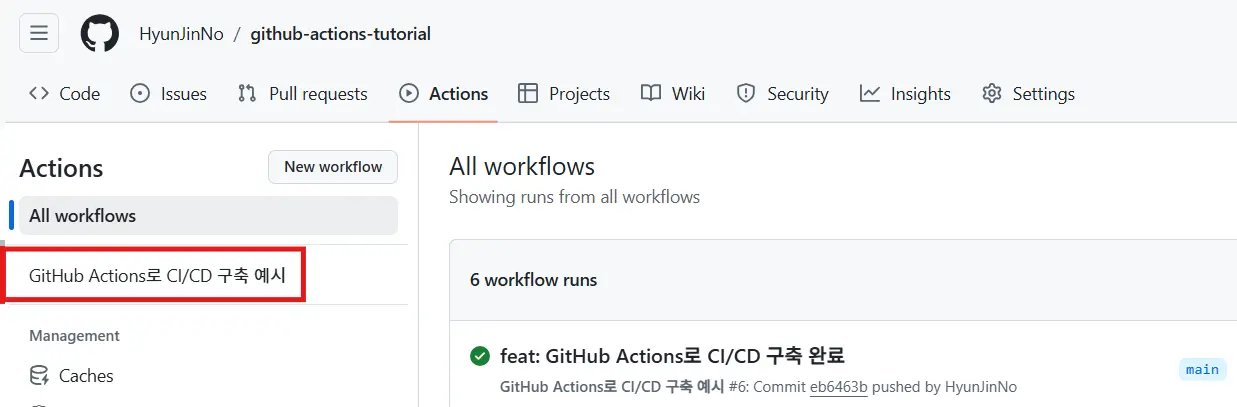 HyunJinNo / github-actions-tutorial
Code Issues Pull requests Actions Projects Wiki Security Insights Settings
Actions
New workflow
All workflows
GitHub Actions로 CI/CD 구축 예시
Management
Caches
All workflows
Showing runs from all workflows
6 workflow runs
feat: GitHub Actions로 CI/CD 구축 완료
GitHub Actions로 CI/CD 구축 예시 #6: Commit eb6463b pushed by HyunJinNo
main